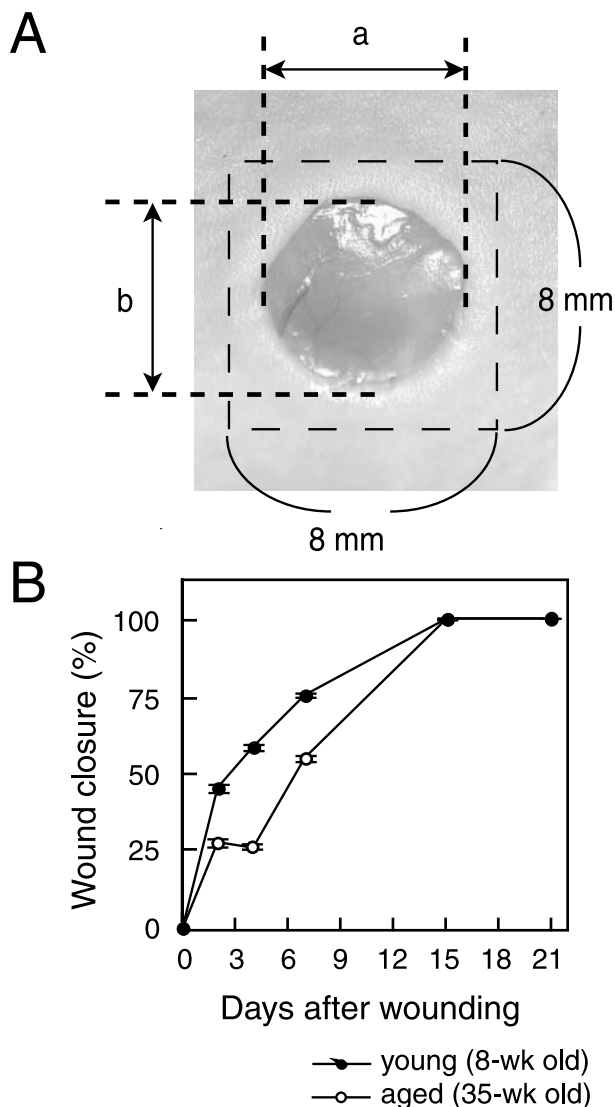 A
a
b
8 mm
8 mm
B
Wound closure (%)
100
75
50
25
0
0 3 6 9 12 15 18 21
Days after wounding
young (8-wk old)
aged (35-wk old)